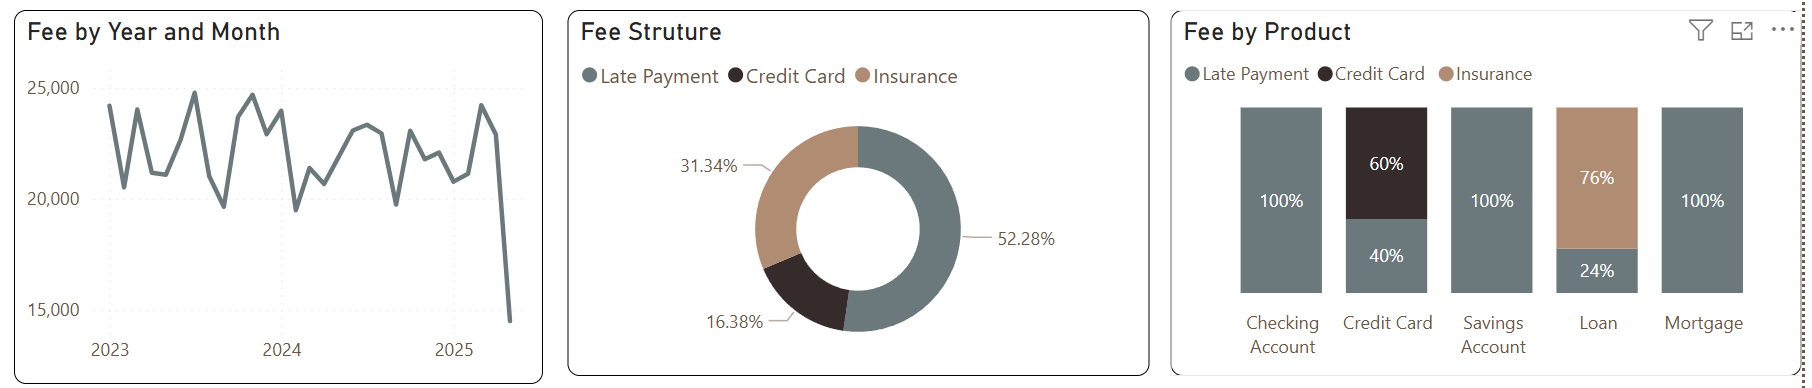 Fee by Year and Month
25,000
20,000
15,000
2023 2024 2025
Fee Struture
Late Payment Credit Card Insurance
31.34%
52.28%
16.38%
Fee by Product
Late Payment Credit Card Insurance
60%
76%
100% 100% 100%
40%
24%
Checking Account
Credit Card
Savings Account
Loan
Mortgage